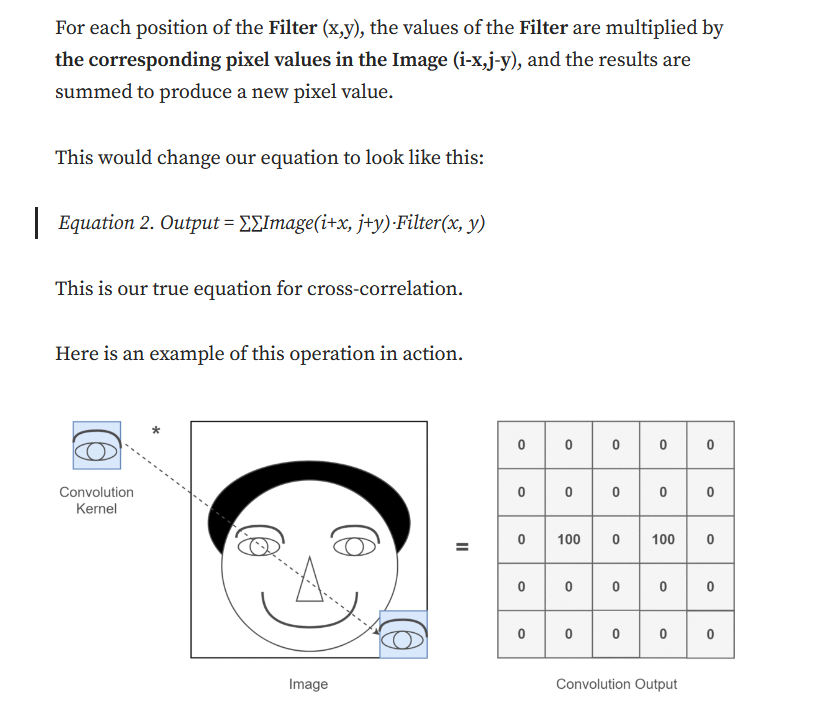 For each position of the Filter (x,y), the values of the Filter are multiplied by
the corresponding pixel values in the Image (i-x,j-y), and the results are
summed to produce a new pixel value.
This would change our equation to look like this:
Equation 2. Output = ΣΣImage(i+x, j+y)·Filter(x, y)
This is our true equation for cross-correlation.
Here is an example of this operation in action.
*
Convolution
Kernel
=
0 0 0 0 0
0 0 0 0 0
0 100 0 100 0
0 0 0 0 0
0 0 0 0 0
Image
Convolution Output